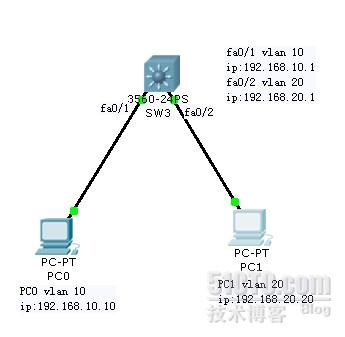 fa0/1 vlan 10
ip:192.168.10.1
fa0/2 vlan 20
ip:192.168.20.1
3560-24PS
SW3
fa0/1
fa0/2
PC-PT
PC0
PC0 vlan 10
ip:192.168.10.10
PC-PT
PC1
PC1 vlan 20
ip:192.168.20.20
51CTO.com
技术博客 Blog